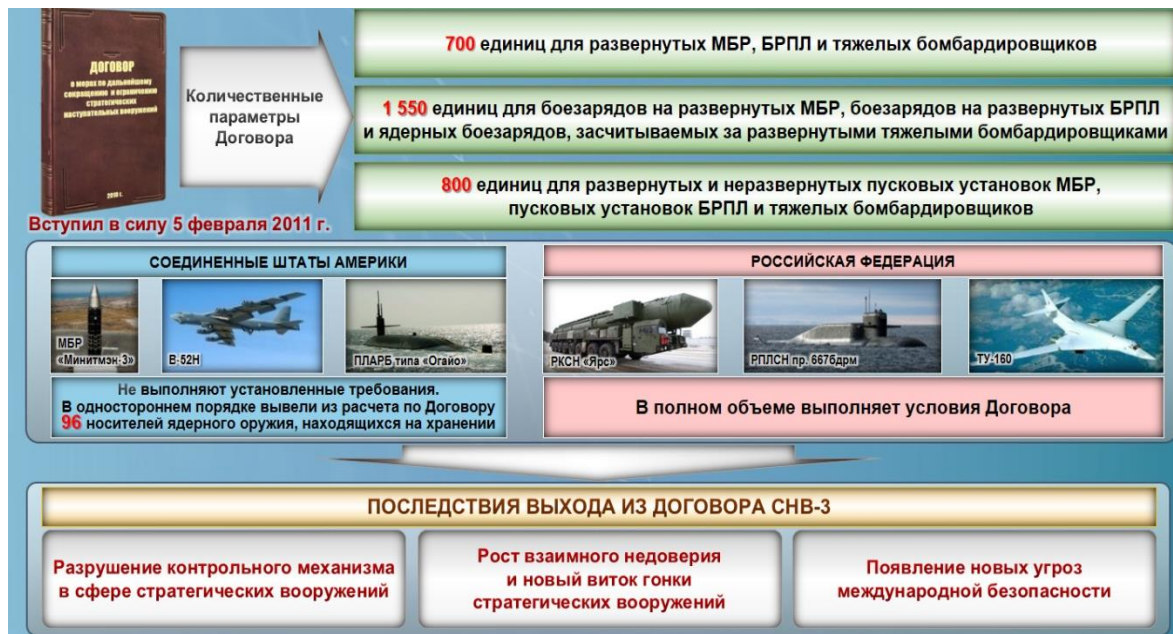 ДОГОВОР
о мерах по дальнейшему
сокращению и ограничению
стратегических
наступательных вооружений
2010 г.
Вступил в силу 5 февраля 2011 г.
Количественные
параметры
Договора
700 единиц для развернутых МБР, БРПЛ и тяжелых бомбардировщиков
1 550 единиц для боезарядов на развернутых МБР, боезарядов на развернутых БРПЛ
и ядерных боезарядов, засчитываемых за развернутыми тяжелыми бомбардировщиками
800 единиц для развернутых и неразвернутых пусковых установок МБР,
пусковых установок БРПЛ и тяжелых бомбардировщиков
СОЕДИНЕННЫЕ ШТАТЫ АМЕРИКИ
МБР
«Минитмэн-3»
В-52Н
ПЛАРБ типа «Огайо»
Не выполняют установленные требования.
В одностороннем порядке вывели из расчета по Договору
96 носителей ядерного оружия, находящихся на хранении
РОССИЙСКАЯ ФЕДЕРАЦИЯ
РКСН «Ярс»
РПЛСН пр. 667бдрм
ТУ-160
В полном объеме выполняет условия Договора
ПОСЛЕДСТВИЯ ВЫХОДА ИЗ ДОГОВОРА СНВ-3
Разрушение контрольного механизма
в сфере стратегических вооружений
Рост взаимного недоверия
и новый виток гонки
стратегических вооружений
Появление новых угроз
международной безопасности